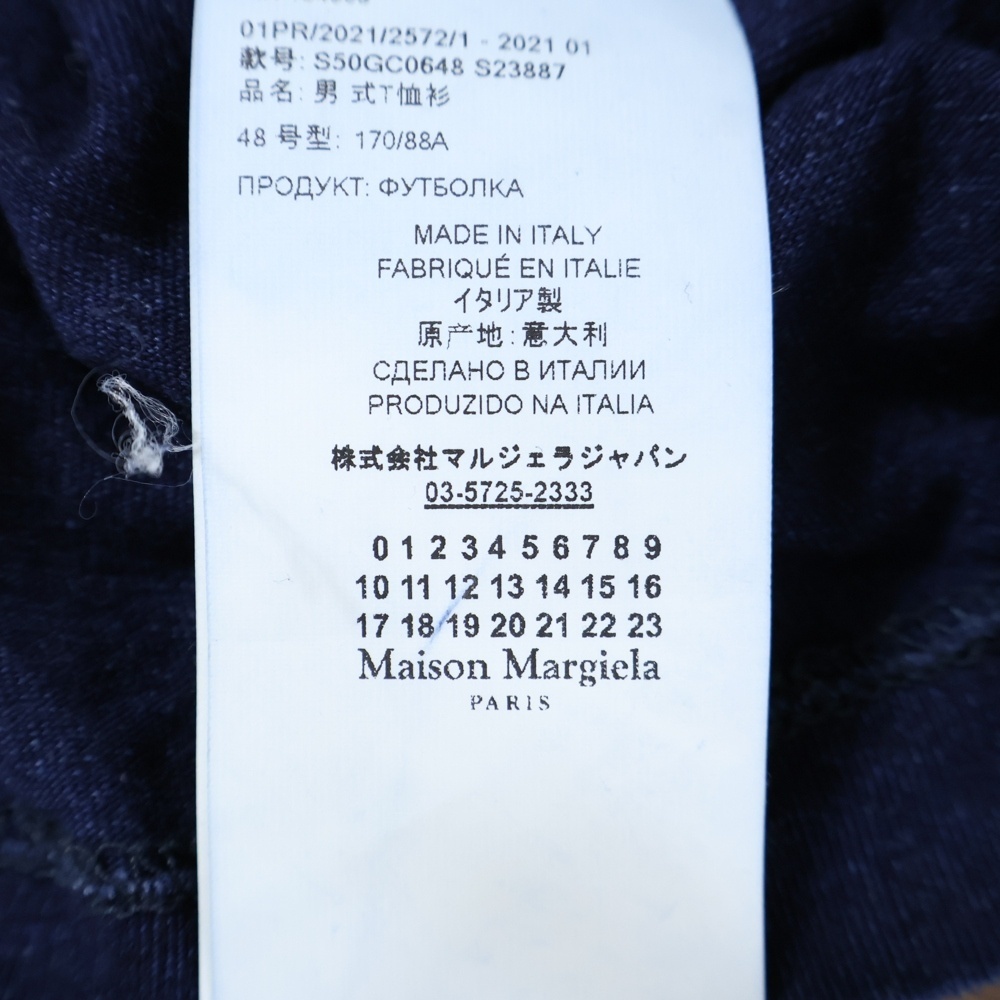 01PR/2021/2572/1 - 2021 01
款号: S50GC0648 S23887
品名: 男 式T恤衫
48 号型: 170/88A
ПРОДУКТ: ФУТБОЛКА
MADE IN ITALY
FABRIQUÉ EN ITALIE
イタリア製
原产地:意大利
СДЕЛАНО В ИТАЛИИ
PRODUZIDO NA ITALIA
株式会社マルジェラジャパン
03-5725-2333
0 1 2 3 4 5 6 7 8 9
10 11 12 13 14 15 16
17 18 19 20 21 22 23
Maison Margiela
PARIS